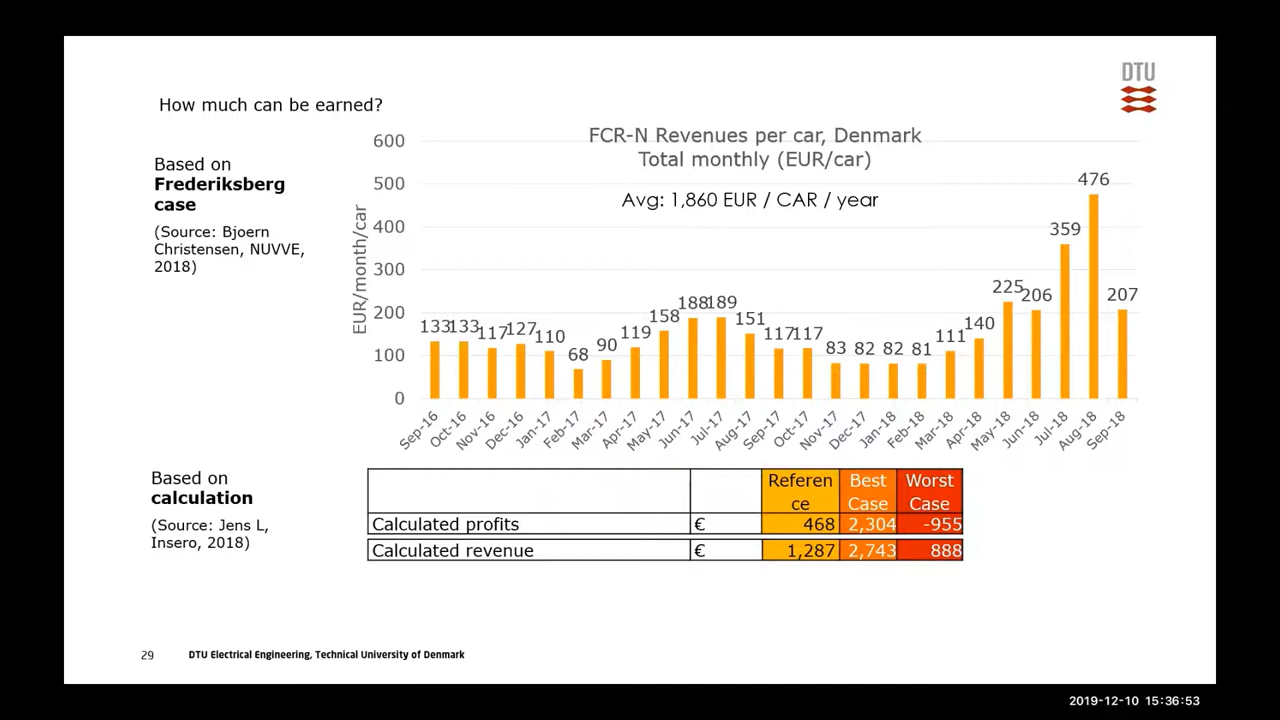 DTU
How much can be earned?
Based on
Frederiksberg
case
(Source: Bjoern
Christensen, NUVVE,
2018)
FCR-N Revenues per car, Denmark
Total monthly (EUR/car)
Avg: 1,860 EUR / CAR / year
EUR/month/car
600
500
400
300
200
100
0
133 133 117 127 110 68 90 119 158 188 189 151 117 117 83 82 82 81 111 140 225 206 359 476 207
Sep-16 Oct-16 Nov-16 Dec-16 Jan-17 Feb-17 Mar-17 Apr-17 May-17 Jun-17 Jul-17 Aug-17 Sep-17 Oct-17 Nov-17 Dec-17 Jan-18 Feb-18 Mar-18 Apr-18 May-18 Jun-18 Jul-18 Aug-18 Sep-18
Based on
calculation
(Source: Jens L,
Insero, 2018)
Referen Best Worst
ce Case Case
Calculated profits € 468 2,304 -955
Calculated revenue € 1,287 2,743 888
29 DTU Electrical Engineering, Technical University of Denmark
2019-12-10 15:36:53